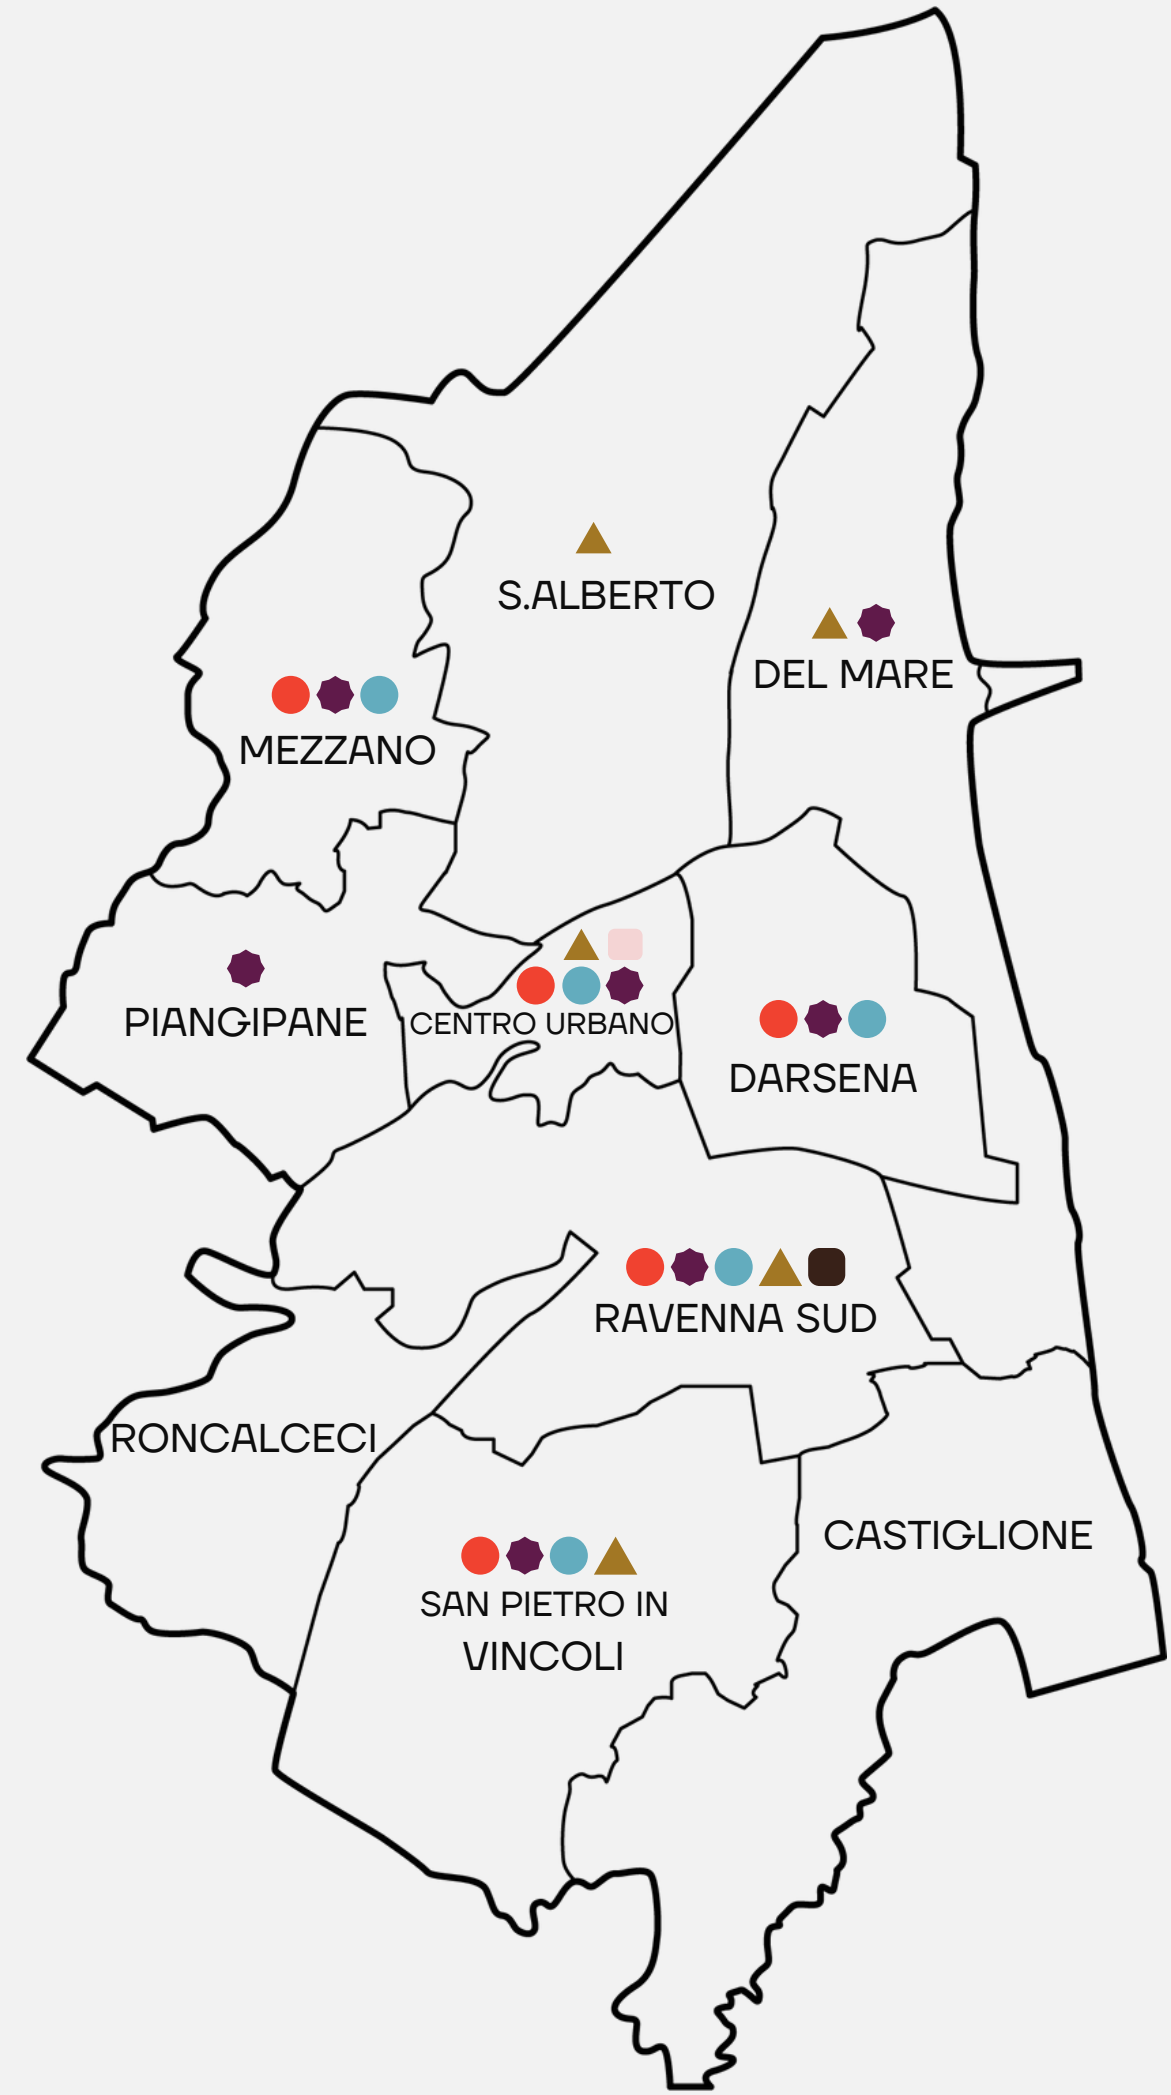 S.ALBERTO
DEL MARE
MEZZANO
PIANGIPANE
CENTRO URBANO
DARSENA
RAVENNA SUD
RONCALCECI
CASTIGLIONE
SAN PIETRO IN
VINCOLI